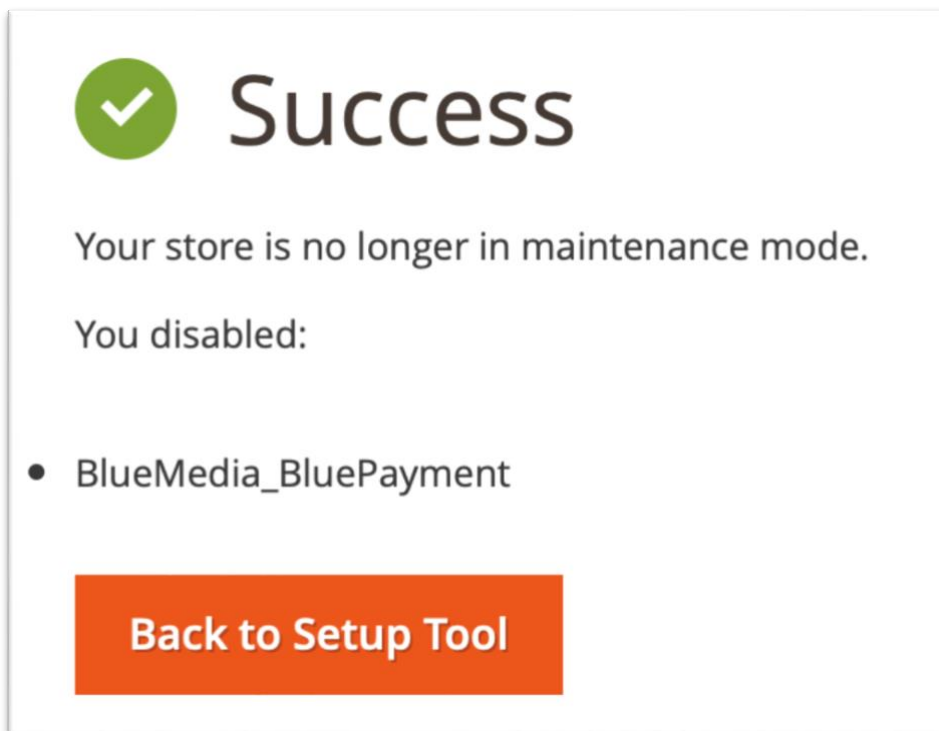 Success
Your store is no longer in maintenance mode.
You disabled:
• BlueMedia_BluePayment
Back to Setup Tool